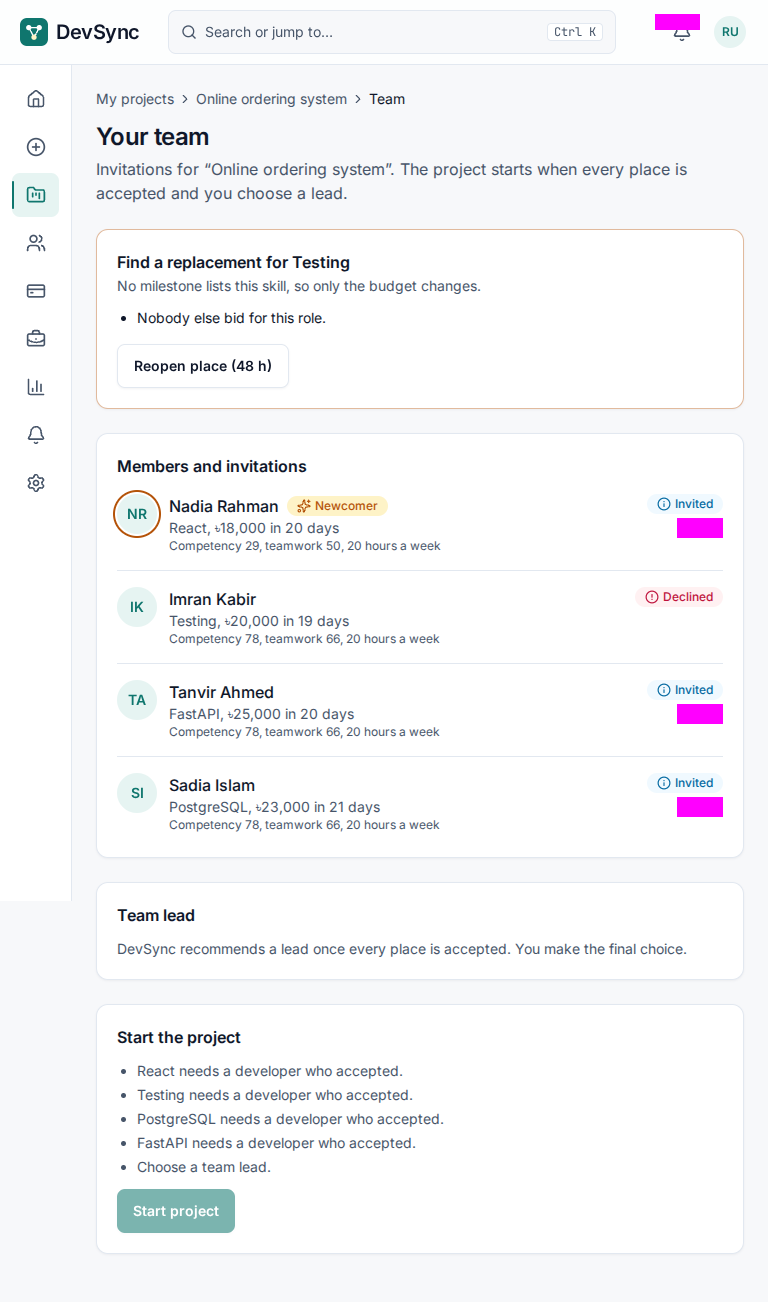 DevSync
Search or jump to...
Ctrl K
RU
My projects > Online ordering system > Team
Your team
Invitations for “Online ordering system”. The project starts when every place is
accepted and you choose a lead.
Find a replacement for Testing
No milestone lists this skill, so only the budget changes.
• Nobody else bid for this role.
Reopen place (48 h)
Members and invitations
NR
Nadia Rahman
Newcomer
Invited
React, ৳18,000 in 20 days
Competency 29, teamwork 50, 20 hours a week
IK
Imran Kabir
Declined
Testing, ৳20,000 in 19 days
Competency 78, teamwork 66, 20 hours a week
TA
Tanvir Ahmed
Invited
FastAPI, ৳25,000 in 20 days
Competency 78, teamwork 66, 20 hours a week
SI
Sadia Islam
Invited
PostgreSQL, ৳23,000 in 21 days
Competency 78, teamwork 66, 20 hours a week
Team lead
DevSync recommends a lead once every place is accepted. You make the final choice.
Start the project
• React needs a developer who accepted.
• Testing needs a developer who accepted.
• PostgreSQL needs a developer who accepted.
• FastAPI needs a developer who accepted.
• Choose a team lead.
Start project